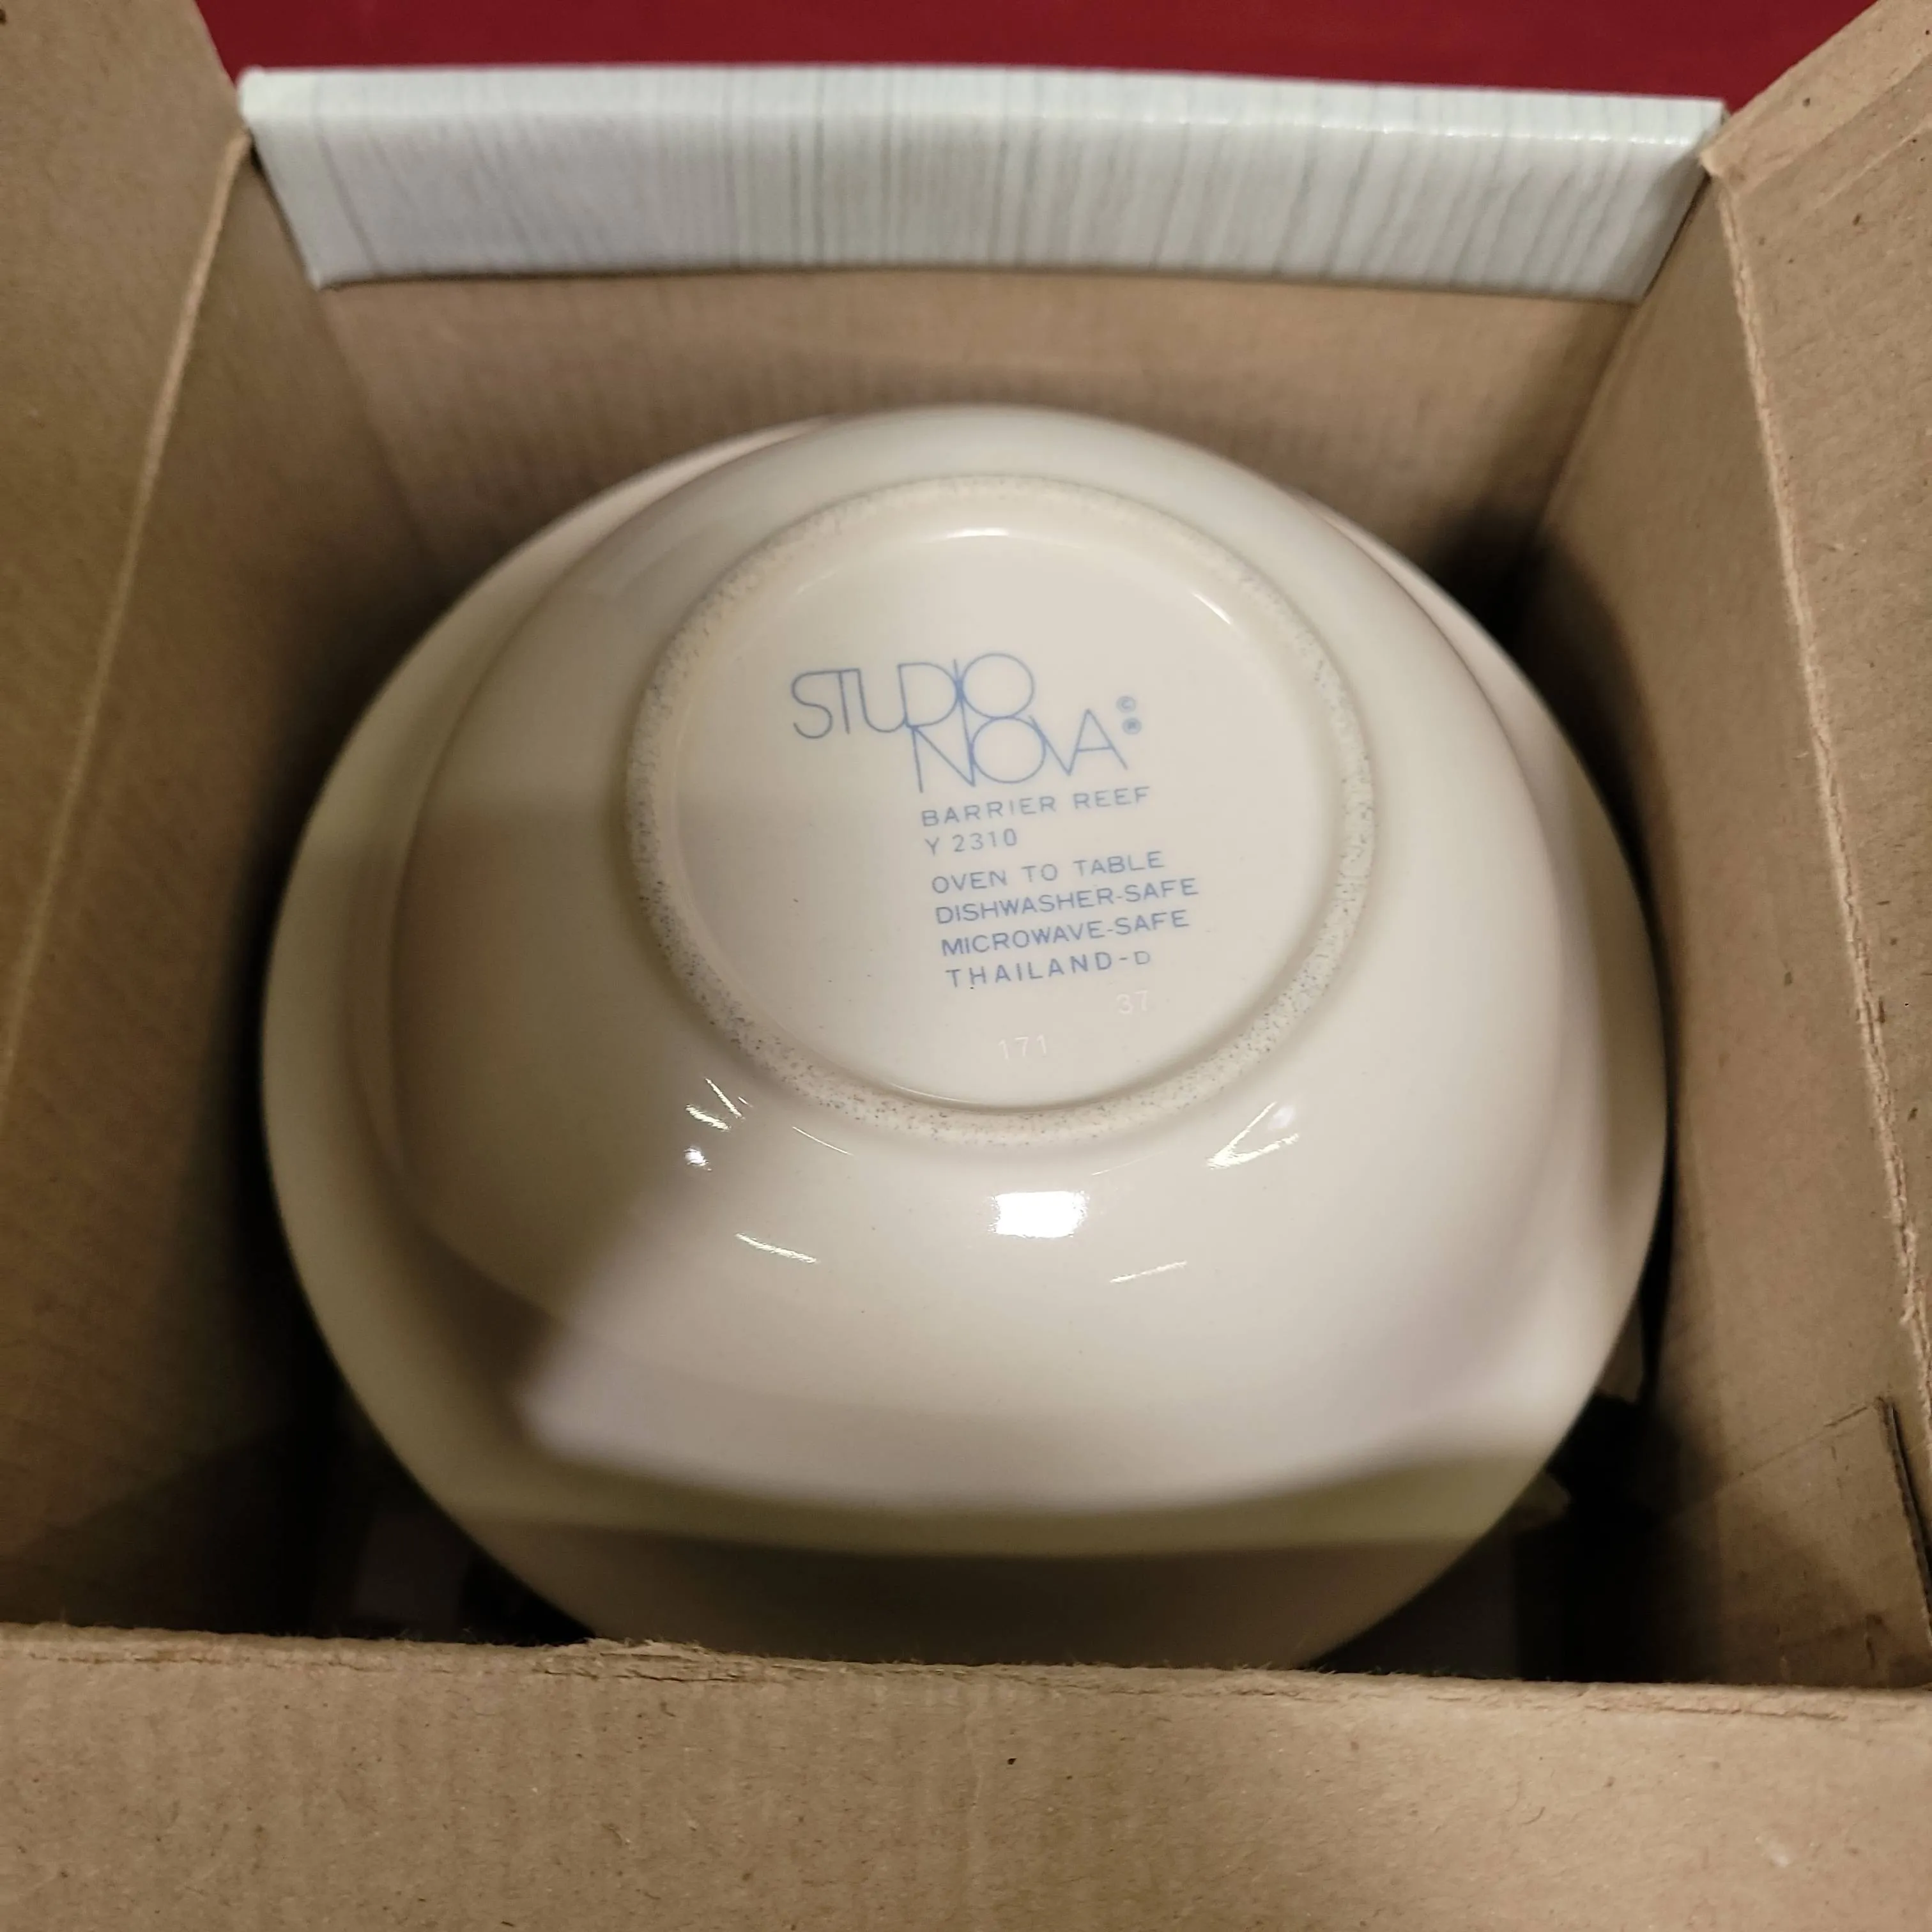 STUDIO
NOVA © ®
BARRIER REEF
Y 2310
OVEN TO TABLE
DISHWASHER-SAFE
MICROWAVE-SAFE
THAILAND-D
37
171